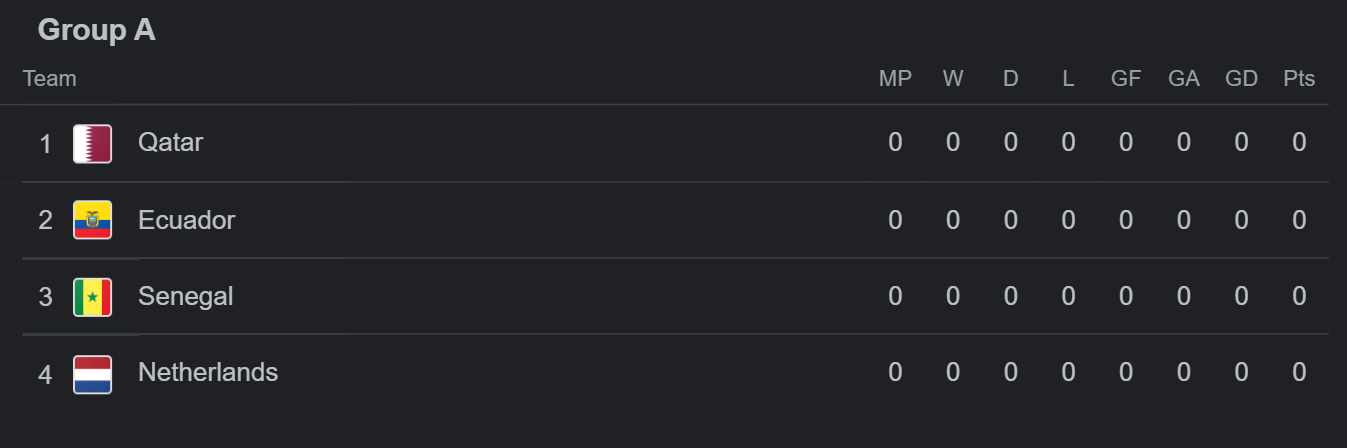 Group A
Team MP W D L GF GA GD Pts
1 Qatar 0 0 0 0 0 0 0 0
2 Ecuador 0 0 0 0 0 0 0 0
3 Senegal 0 0 0 0 0 0 0 0
4 Netherlands 0 0 0 0 0 0 0 0